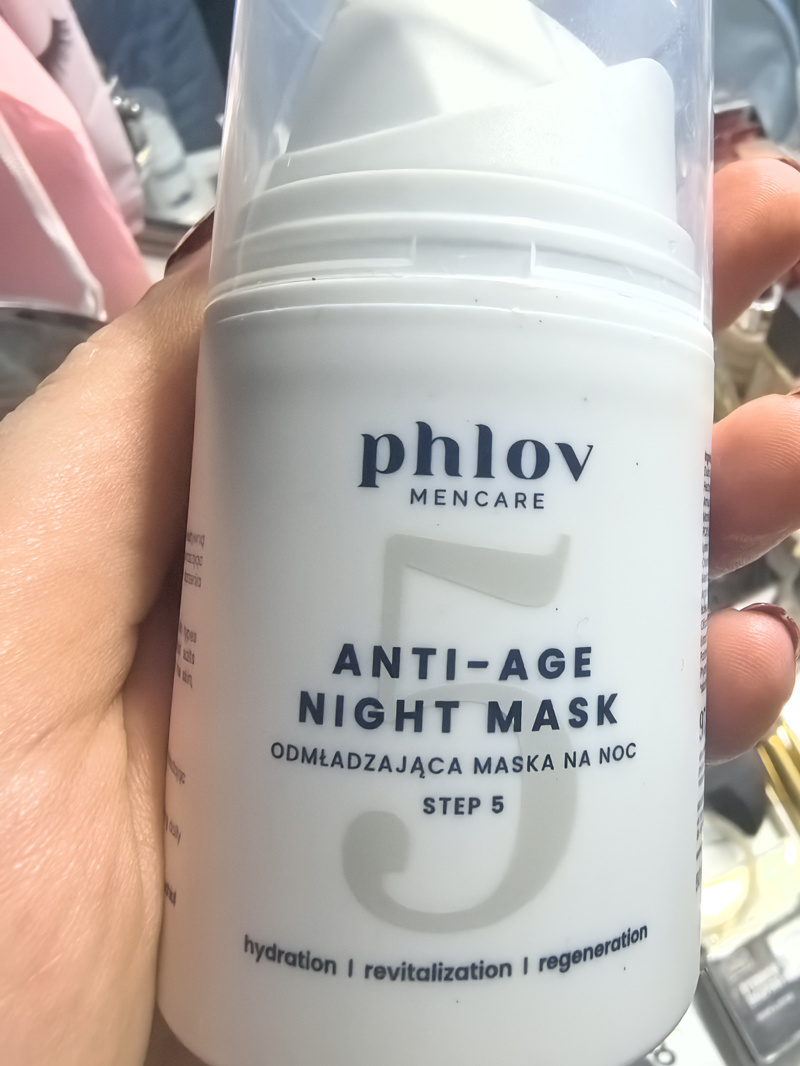 phlov
MENCARE
5
ANTI-AGE
NIGHT MASK
ODMŁADZAJĄCA MASKA NA NOC
STEP 5
hydration | revitalization | regeneration